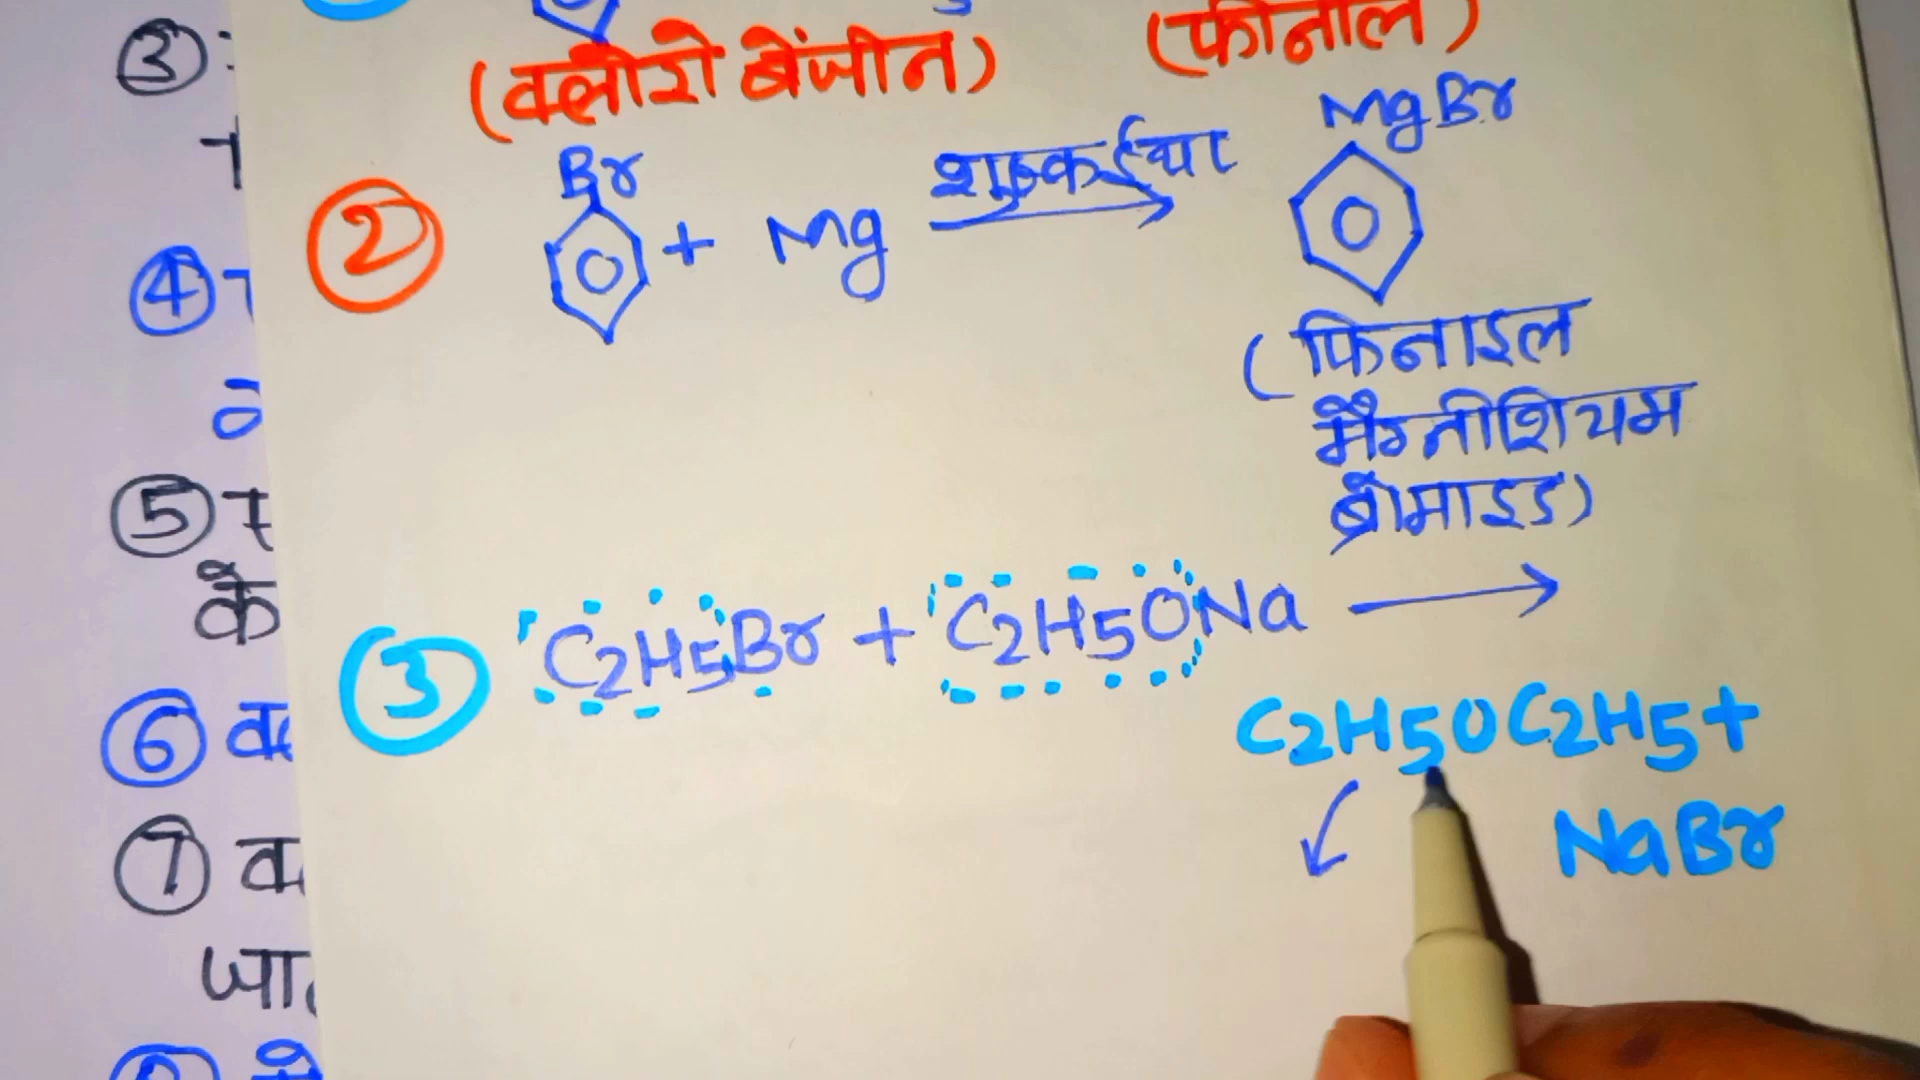 (क्लोरो बेंजीन) (फीनॉल)
Br MgBr
② + Mg शुष्क ईथर →
(फिनाइल
मैग्नीशियम
ब्रोमाइड)
③ C2H5Br + C2H5ONa →
C2H5OC2H5 +
NaBr
③
④
⑤
के
⑥
⑦